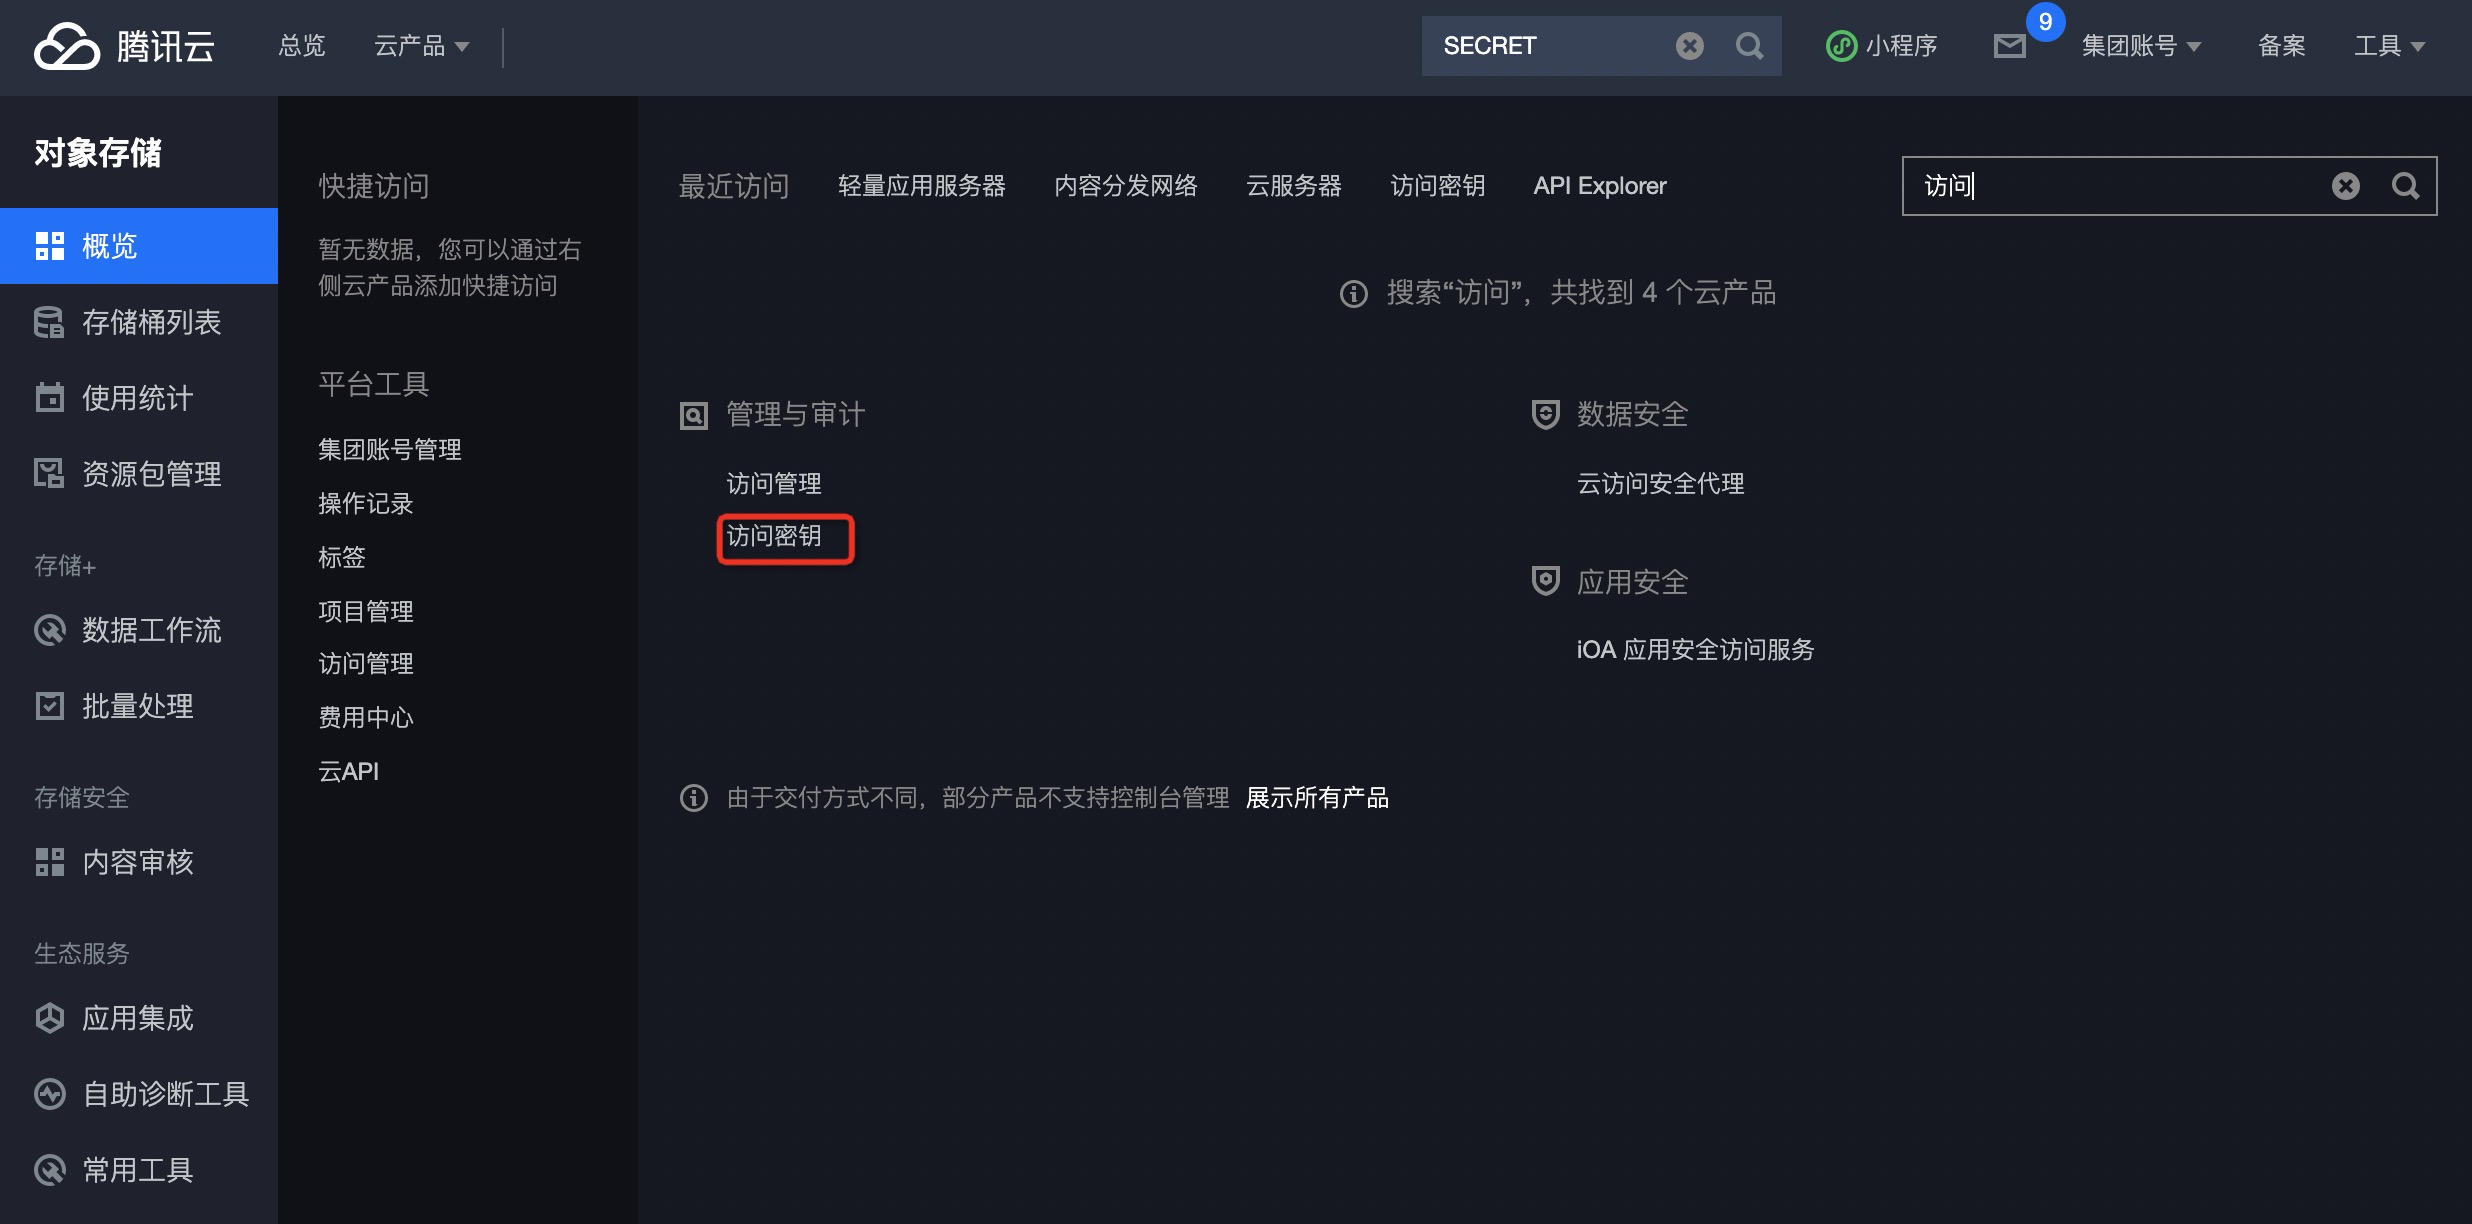 腾讯云
总览
云产品
SECRET
小程序
9
集团账号
备案
工具
对象存储
概览
存储桶列表
使用统计
资源包管理
存储+
数据工作流
批量处理
存储安全
内容审核
生态服务
应用集成
自助诊断工具
常用工具
快捷访问
暂无数据，您可以通过右
侧云产品添加快捷访问
平台工具
集团账号管理
操作记录
标签
项目管理
访问管理
费用中心
云API
最近访问
轻量应用服务器
内容分发网络
云服务器
访问密钥
API Explorer
访问
搜索“访问”，共找到 4 个云产品
管理与审计
访问管理
访问密钥
数据安全
云访问安全代理
应用安全
iOA 应用安全访问服务
由于交付方式不同，部分产品不支持控制台管理 展示所有产品